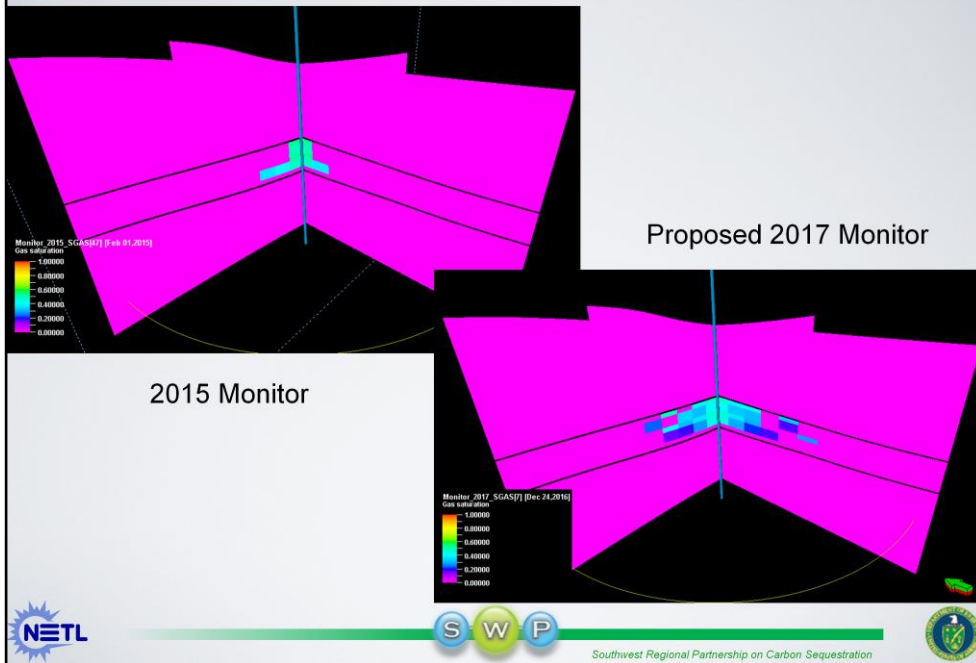 Monitor_2015_SGAS[47] [Feb 01,2015]
Gas saturation
1.00000
0.80000
0.60000
0.40000
0.20000
0.00000
2015 Monitor
Proposed 2017 Monitor
Monitor_2017_SGAS[7] [Dec 24,2016]
Gas saturation
1.00000
0.80000
0.60000
0.40000
0.20000
0.00000
NETL
S W P
Southwest Regional Partnership on Carbon Sequestration